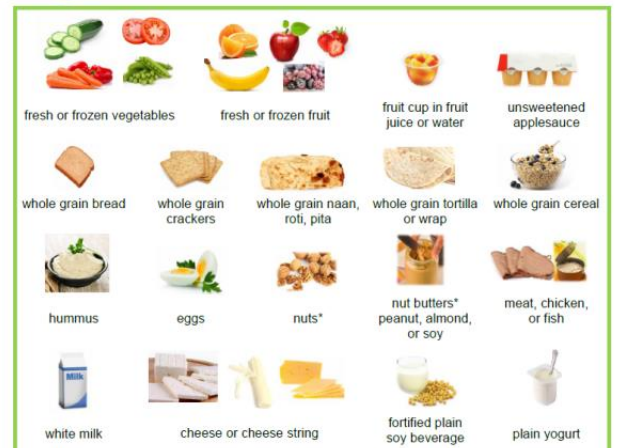 fresh or frozen vegetables
fresh or frozen fruit
fruit cup in fruit
juice or water
unsweetened
applesauce
whole grain bread
whole grain
crackers
whole grain naan,
roti, pita
whole grain tortilla
or wrap
whole grain cereal
hummus
eggs
nuts*
nut butters*
peanut, almond,
or soy
meat, chicken,
or fish
Milk
white milk
cheese or cheese string
fortified plain
soy beverage
plain yogurt